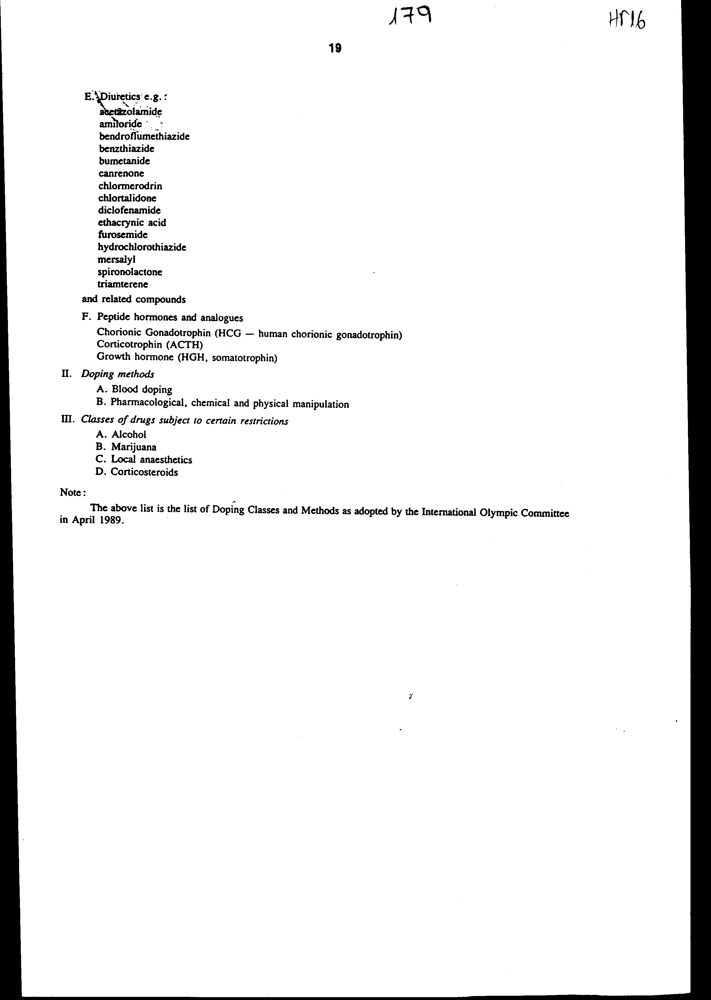 179
Hr16
19
E. Diuretics e.g. :
acetazolamide
amiloride
bendroflumethiazide
benzthiazide
bumetanide
canrenone
chlormerodrin
chlortalidone
diclofenamide
ethacrynic acid
furosemide
hydrochlorothiazide
mersalyl
spironolactone
triamterene
and related compounds
F. Peptide hormones and analogues
Chorionic Gonadotrophin (HCG — human chorionic gonadotrophin)
Corticotrophin (ACTH)
Growth hormone (HGH, somatotrophin)
II. Doping methods
A. Blood doping
B. Pharmacological, chemical and physical manipulation
III. Classes of drugs subject to certain restrictions
A. Alcohol
B. Marijuana
C. Local anaesthetics
D. Corticosteroids
Note :
The above list is the list of Doping Classes and Methods as adopted by the International Olympic Committee
in April 1989.